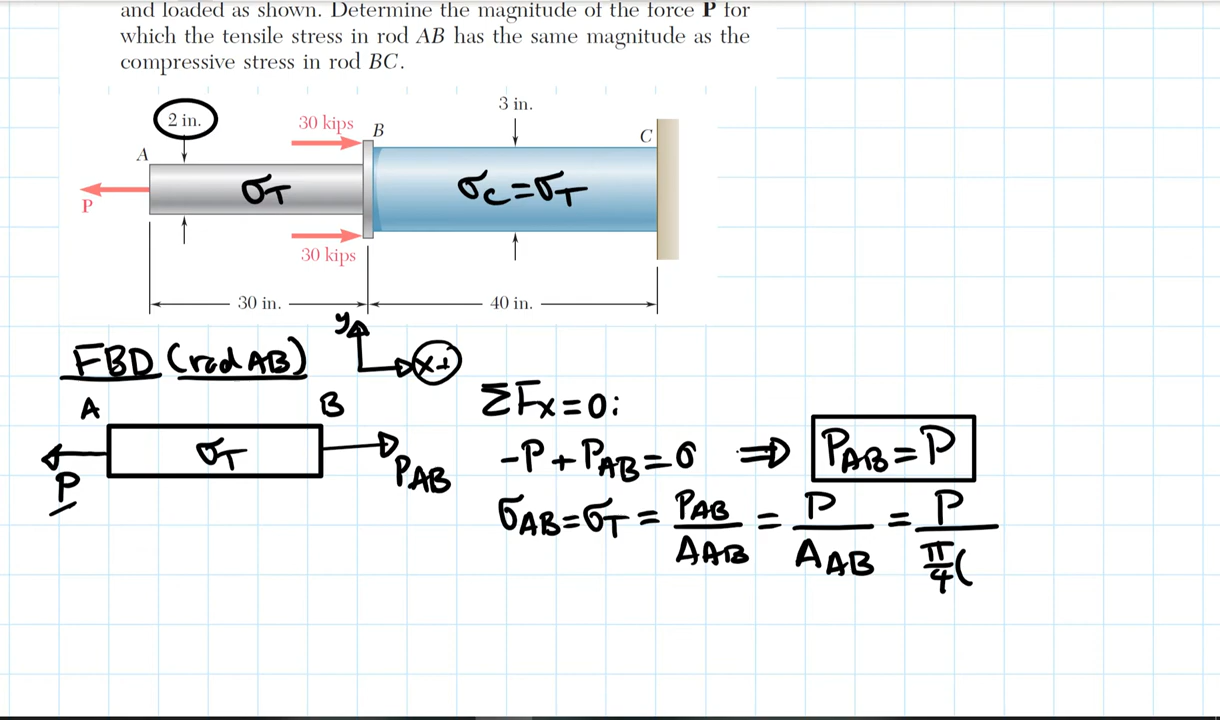 and loaded as shown. Determine the magnitude of the force P for
which the tensile stress in rod AB has the same magnitude as the
compressive stress in rod BC.
3 in.
2 in.
30 kips
B
C
A
σT
σC=σT
P
30 kips
30 in.
40 in.
y
FBD (rod AB)
x+
A
B
ΣFx=0:
σT
P
PAB
-P+PAB=0 ⇒ PAB=P
σAB=σT = PAB/AAB = P/AAB = P/π/4(